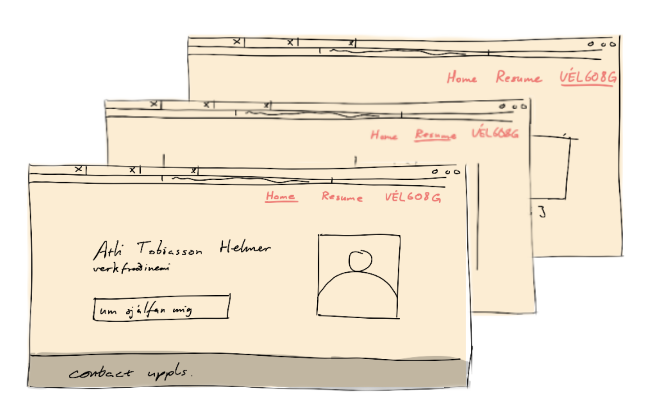 Home Resume VÉL608G
Home Resume VÉL608G
Home Resume VÉL608G
Atli Tobiasson Helmer
verkfræðinemi
um sjálfan mig
contact uppls.